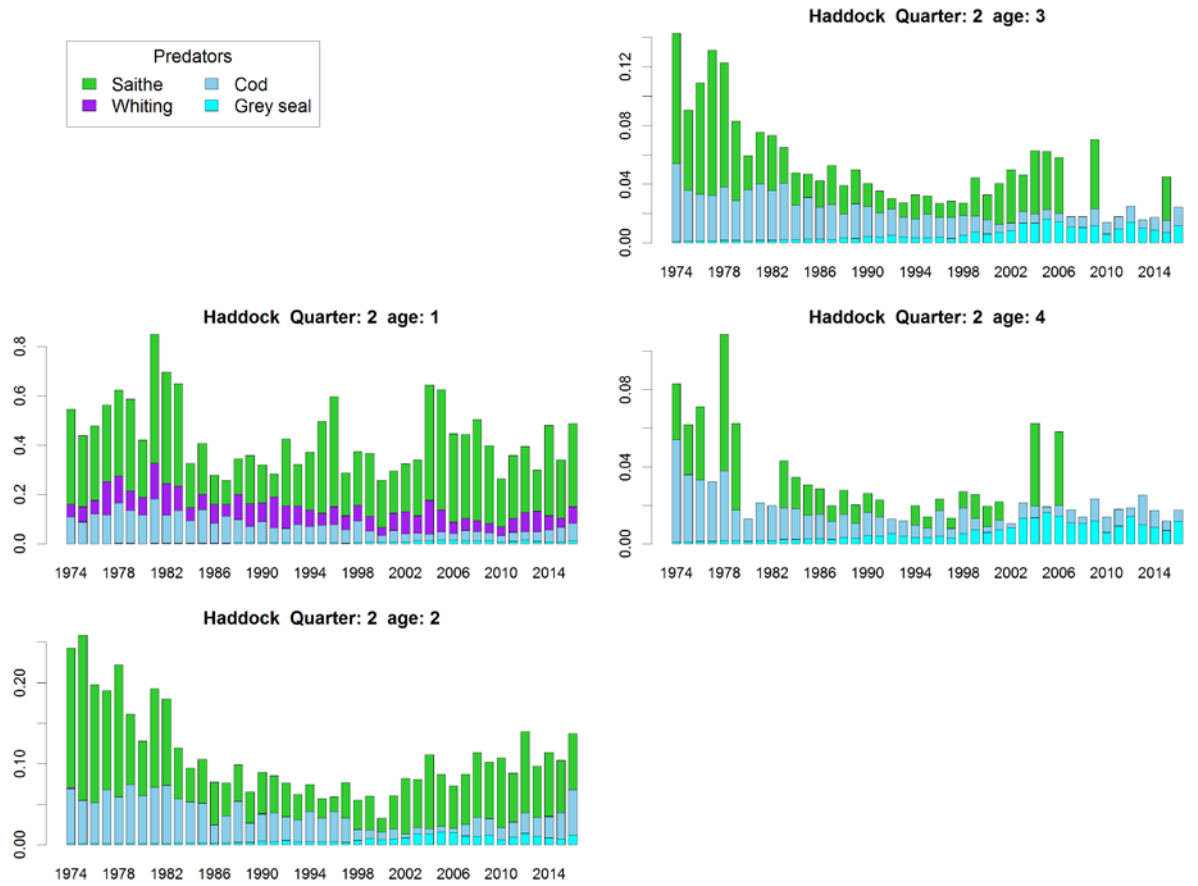 Predators
Saithe Cod
Whiting Grey seal
Haddock Quarter: 2 age: 3
0.12
0.08
0.04
0.00
1974 1978 1982 1986 1990 1994 1998 2002 2006 2010 2014
Haddock Quarter: 2 age: 1
0.8
0.6
0.4
0.2
0.0
1974 1978 1982 1986 1990 1994 1998 2002 2006 2010 2014
Haddock Quarter: 2 age: 4
0.08
0.04
0.00
1974 1978 1982 1986 1990 1994 1998 2002 2006 2010 2014
Haddock Quarter: 2 age: 2
0.20
0.10
0.00
1974 1978 1982 1986 1990 1994 1998 2002 2006 2010 2014